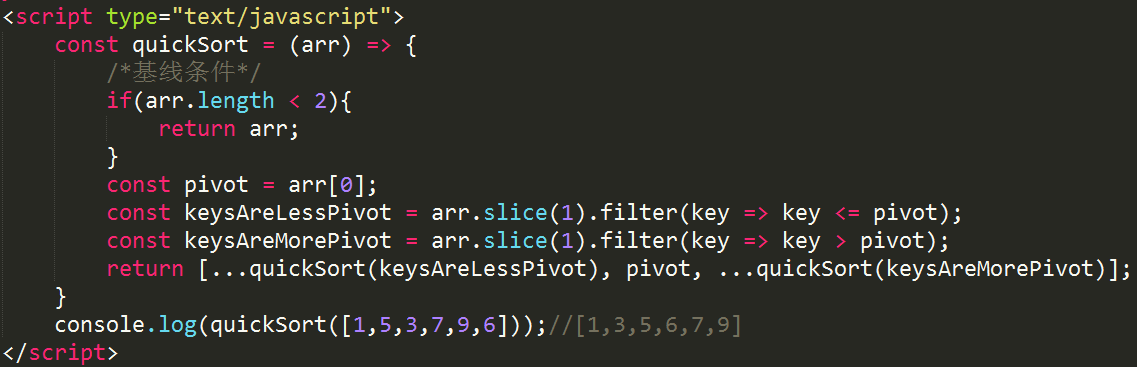 <script type="text/javascript">
    const quickSort = (arr) => {
        /*基线条件*/
        if(arr.length < 2){
            return arr;
        }
        const pivot = arr[0];
        const keysAreLessPivot = arr.slice(1).filter(key => key <= pivot);
        const keysAreMorePivot = arr.slice(1).filter(key => key > pivot);
        return [...quickSort(keysAreLessPivot), pivot, ...quickSort(keysAreMorePivot)];
    }
    console.log(quickSort([1,5,3,7,9,6]));//[1,3,5,6,7,9]
</script>